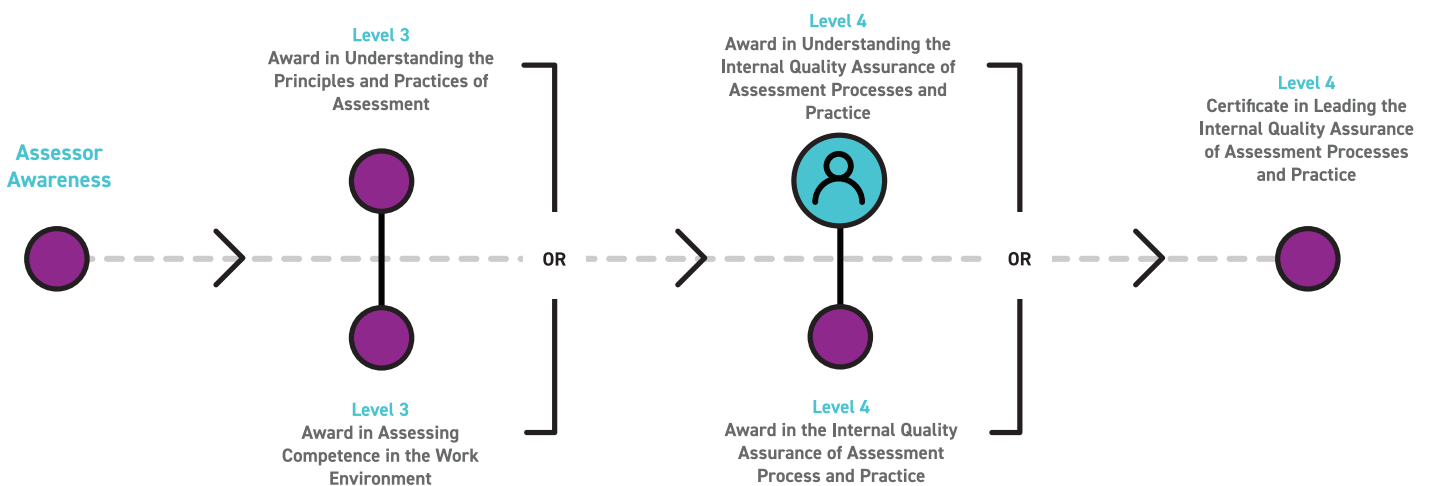 Assessor
Awareness
Level 3
Award in Understanding the
Principles and Practices of
Assessment
Level 3
Award in Assessing
Competence in the Work
Environment
OR
Level 4
Award in Understanding the
Internal Quality Assurance of
Assessment Processes and
Practice
Level 4
Award in the Internal Quality
Assurance of Assessment
Process and Practice
OR
Level 4
Certificate in Leading the
Internal Quality Assurance
of Assessment Processes
and Practice